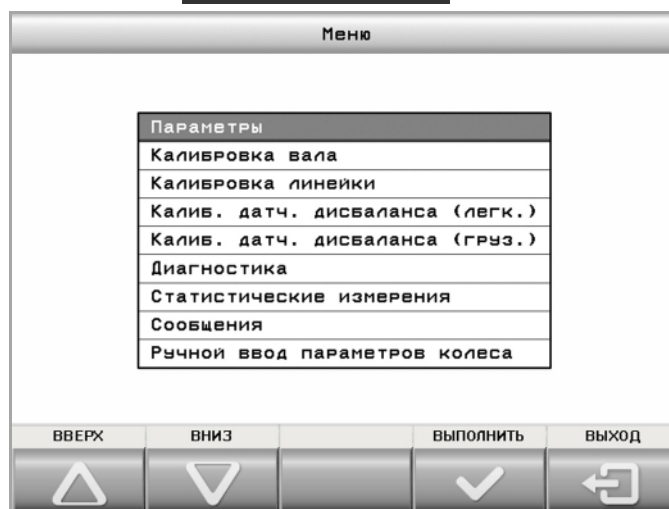 Меню
Параметры
Калибровка вала
Калибровка линейки
Калиб. датч. дисбаланса (легк.)
Калиб. датч. дисбаланса (груз.)
Диагностика
Статистические измерения
Сообщения
Ручной ввод параметров колеса
ВВЕРХ ВНИЗ ВЫПОЛНИТЬ ВЫХОД